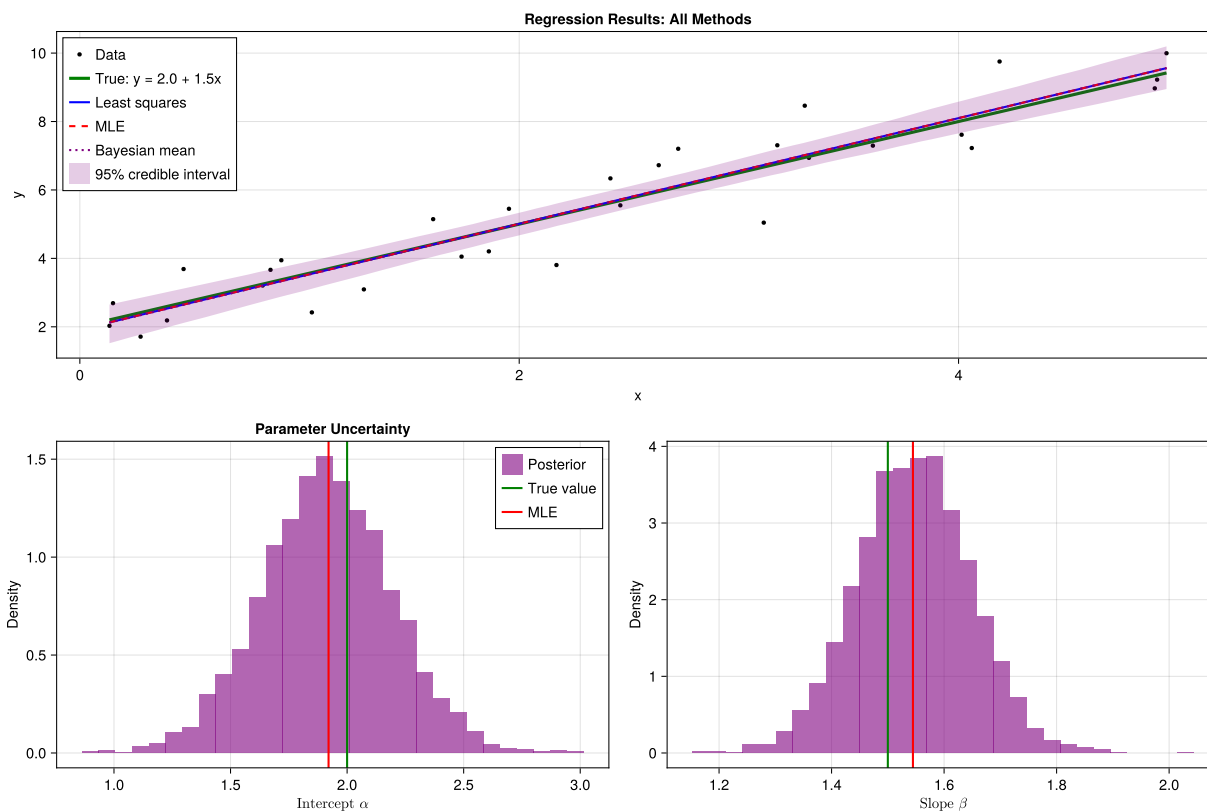 Regression Results: All Methods
Data
True: y = 2.0 + 1.5x
Least squares
MLE
Bayesian mean
95% credible interval
y
10
8
6
4
2
0
2
4
x
Parameter Uncertainty
Posterior
True value
MLE
Density
1.5
1.0
0.5
0.0
1.0
1.5
2.0
2.5
3.0
Intercept α
Density
4
3
2
1
0
1.2
1.4
1.6
1.8
2.0
Slope β